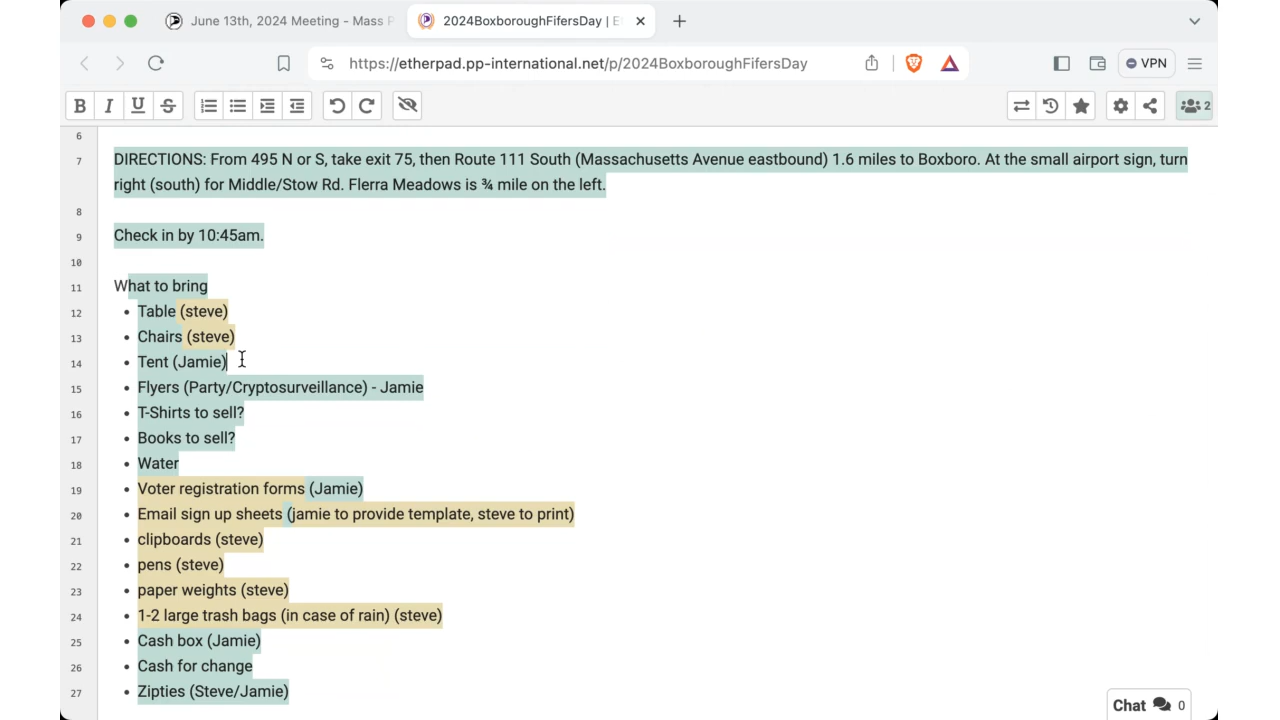 June 13th, 2024 Meeting - Mass P
2024BoxboroughFifersDay | E
https://etherpad.pp-international.net/p/2024BoxboroughFifersDay
VPN
B I U S
2
6
7 DIRECTIONS: From 495 N or S, take exit 75, then Route 111 South (Massachusetts Avenue eastbound) 1.6 miles to Boxboro. At the small airport sign, turn
right (south) for Middle/Stow Rd. Flerra Meadows is ¾ mile on the left.
8
9 Check in by 10:45am.
10
11 What to bring
12 • Table (steve)
13 • Chairs (steve)
14 • Tent (Jamie)
15 • Flyers (Party/Cryptosurveillance) - Jamie
16 • T-Shirts to sell?
17 • Books to sell?
18 • Water
19 • Voter registration forms (Jamie)
20 • Email sign up sheets (jamie to provide template, steve to print)
21 • clipboards (steve)
22 • pens (steve)
23 • paper weights (steve)
24 • 1-2 large trash bags (in case of rain) (steve)
25 • Cash box (Jamie)
26 • Cash for change
27 • Zipties (Steve/Jamie)
Chat 0